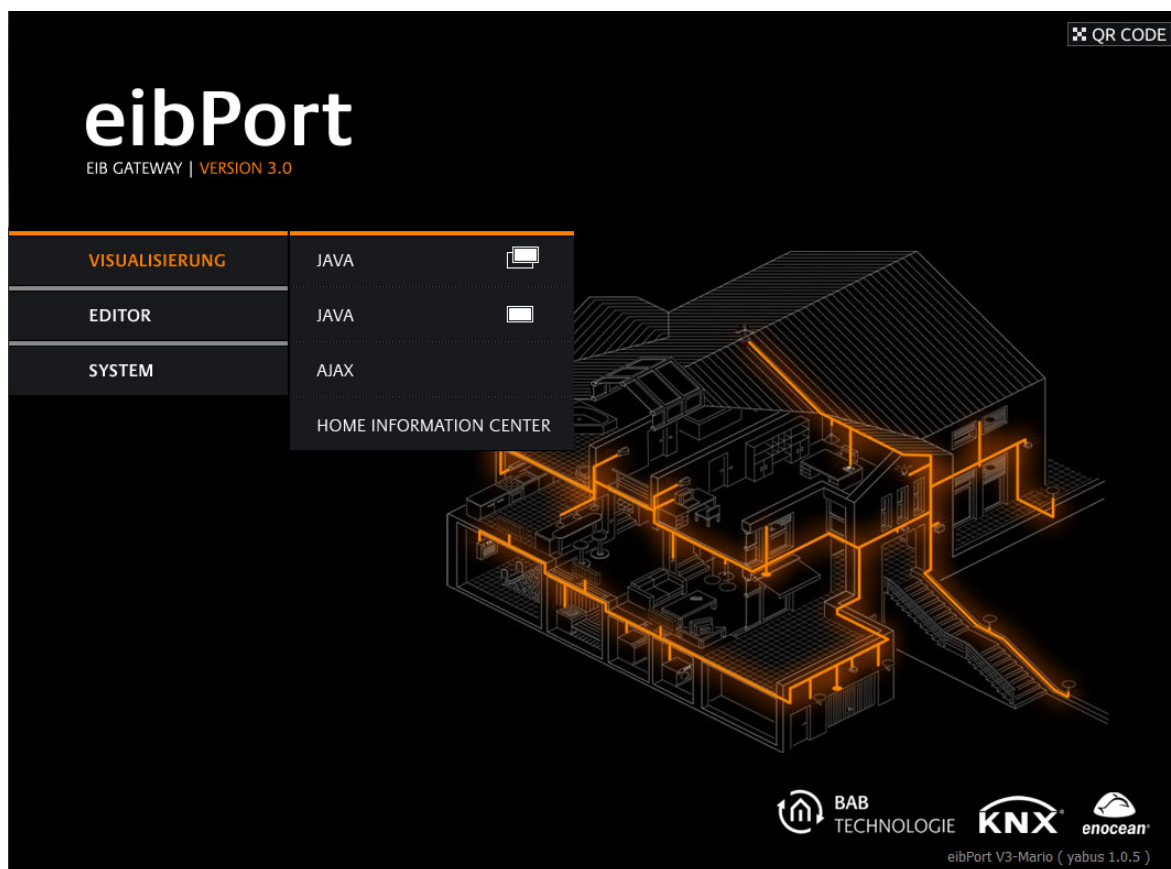 QR CODE
eibPort
EIB GATEWAY | VERSION 3.0
VISUALISIERUNG
EDITOR
SYSTEM
JAVA
JAVA
AJAX
HOME INFORMATION CENTER
BAB
TECHNOLOGIE
KNX
enocean
eibPort V3-Mario ( yabus 1.0.5 )